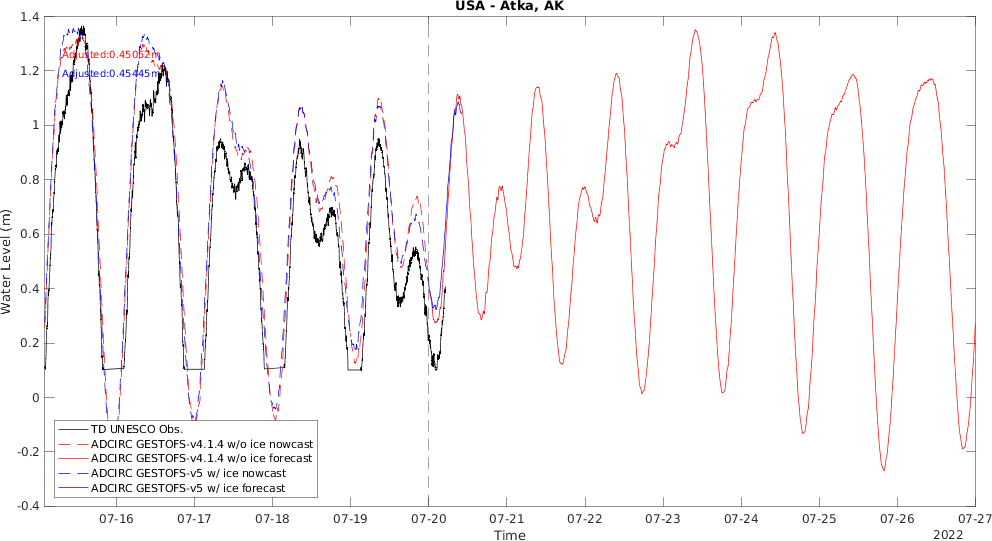 USA - Atka, AK
1.4
1.2
1
0.8
0.6
0.4
0.2
0
-0.2
-0.4
Water Level (m)
Adjusted:0.45052m
Adjusted:0.45445m
TD UNESCO Obs.
ADCIRC GESTOFS-v4.1.4 w/o ice nowcast
ADCIRC GESTOFS-v4.1.4 w/o ice forecast
ADCIRC GESTOFS-v5 w/ ice nowcast
ADCIRC GESTOFS-v5 w/ ice forecast
07-16 07-17 07-18 07-19 07-20 07-21 07-22 07-23 07-24 07-25 07-26 07-27
Time
2022